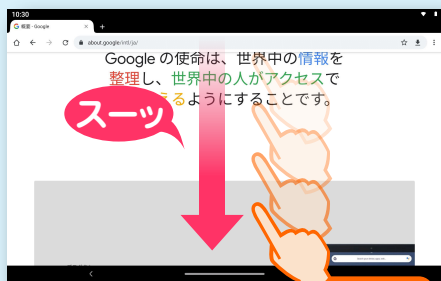 10:30
概要 - Google
about.google/intl/ja/
Google の使命は、世界中の情報を
整理し、世界中の人がアクセスで
えるようにすることです。
スーッ